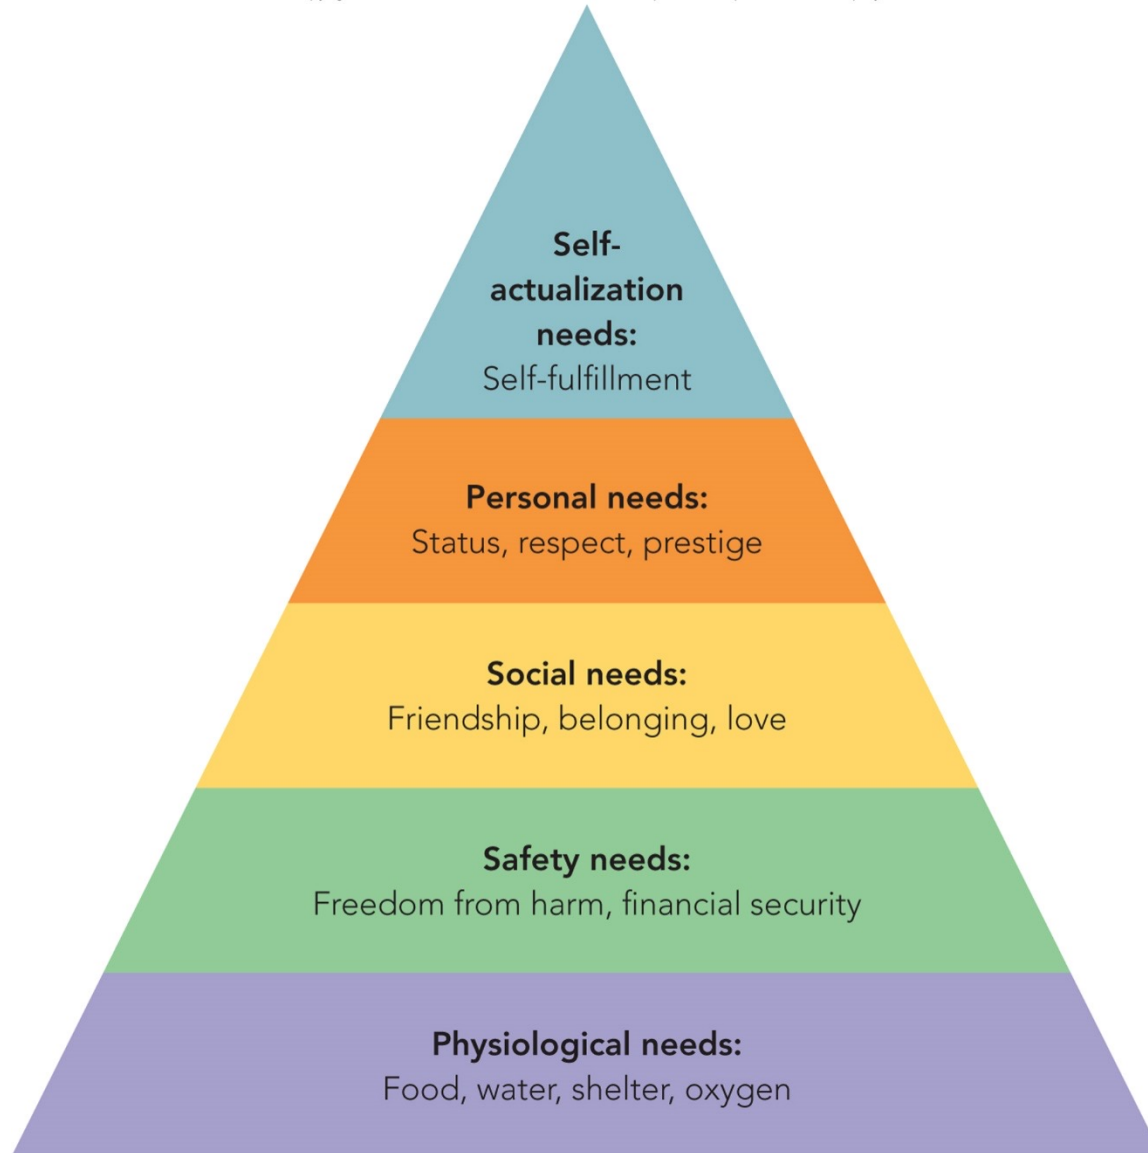 Self-
actualization
needs:
Self-fulfillment
Personal needs:
Status, respect, prestige
Social needs:
Friendship, belonging, love
Safety needs:
Freedom from harm, financial security
Physiological needs:
Food, water, shelter, oxygen